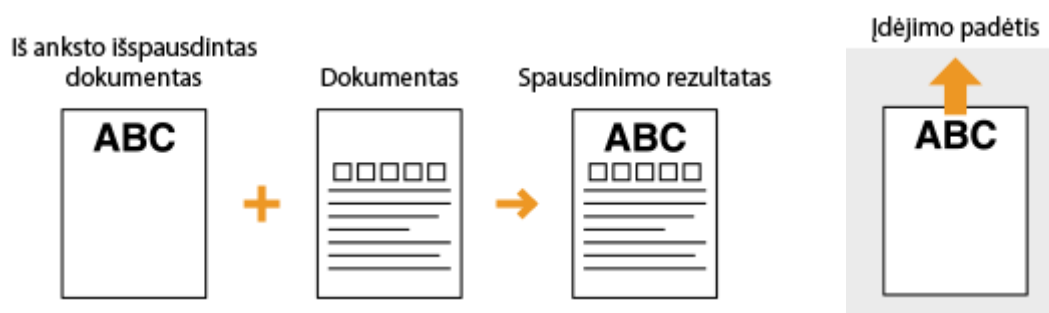 Iš anksto išspausdintas
dokumentas
Dokumentas
Spausdinimo rezultatas
Įdėjimo padėtis
ABC
ABC
ABC